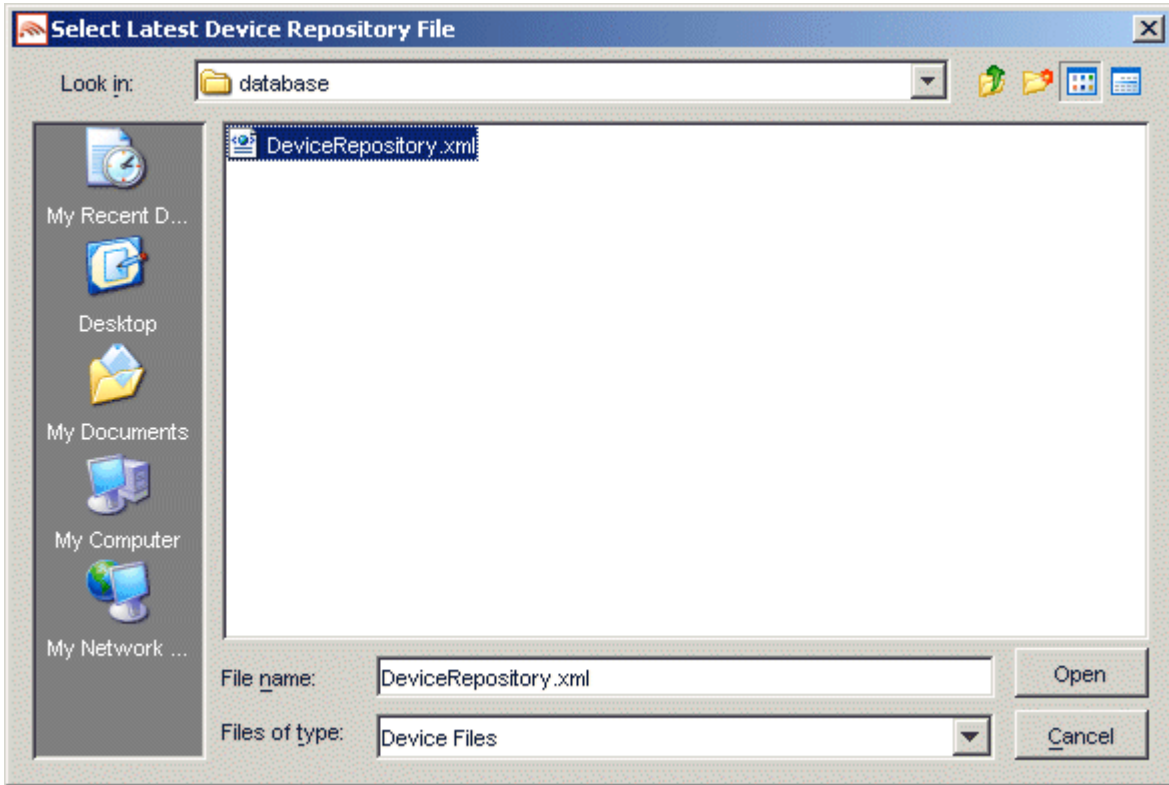 Select Latest Device Repository File
Look in:
database
DeviceRepository.xml
My Recent D...
Desktop
My Documents
My Computer
My Network ...
File name:
DeviceRepository.xml
Open
Files of type:
Device Files
Cancel